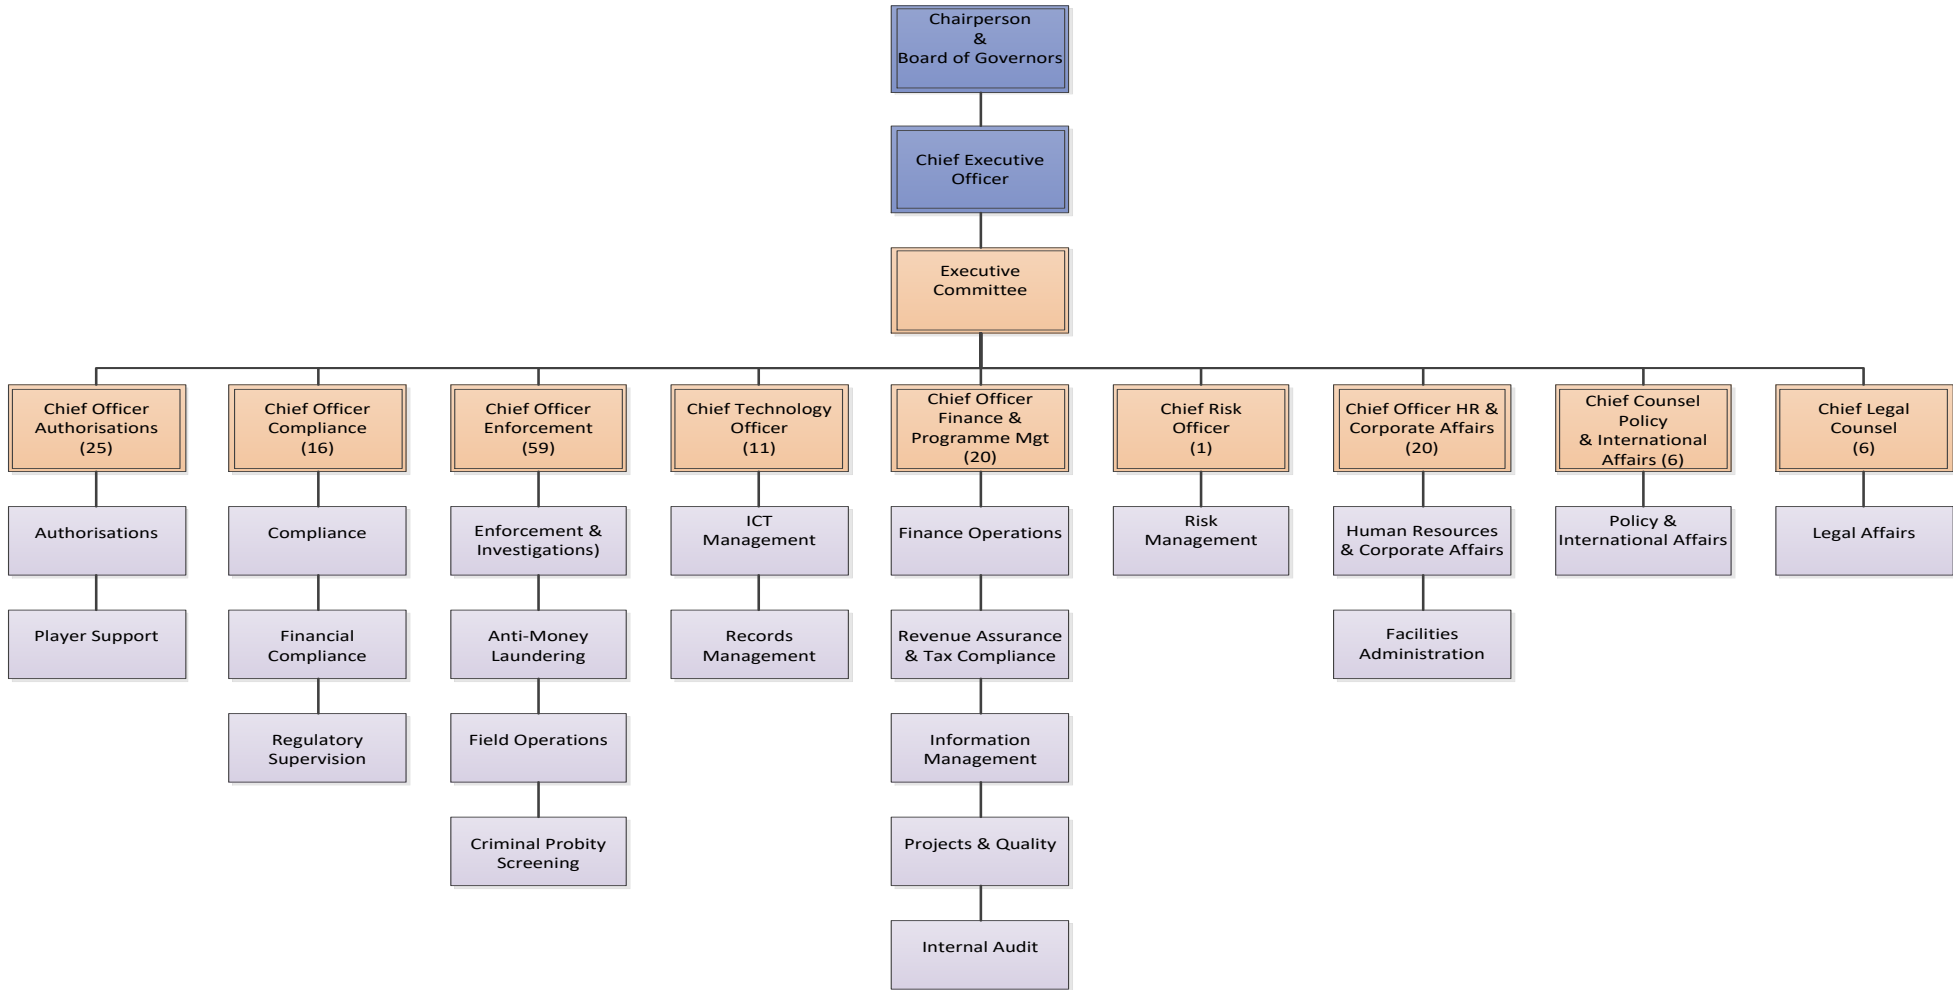 Chairperson
&
Board of Governors
Chief Executive
Officer
Executive
Committee
Chief Officer
Authorisations
(25)
Chief Officer
Compliance
(16)
Chief Officer
Enforcement
(59)
Chief Technology
Officer
(11)
Chief Officer
Finance &
Programme Mgt
(20)
Chief Risk
Officer
(1)
Chief Officer HR &
Corporate Affairs
(20)
Chief Counsel
Policy
& International
Affairs (6)
Chief Legal
Counsel
(6)
Authorisations
Compliance
Enforcement &
Investigations)
ICT
Management
Finance Operations
Risk
Management
Human Resources
& Corporate Affairs
Policy &
International Affairs
Legal Affairs
Player Support
Financial
Compliance
Anti-Money
Laundering
Records
Management
Revenue Assurance
& Tax Compliance
Facilities
Administration
Regulatory
Supervision
Field Operations
Information
Management
Criminal Probity
Screening
Projects & Quality
Internal Audit